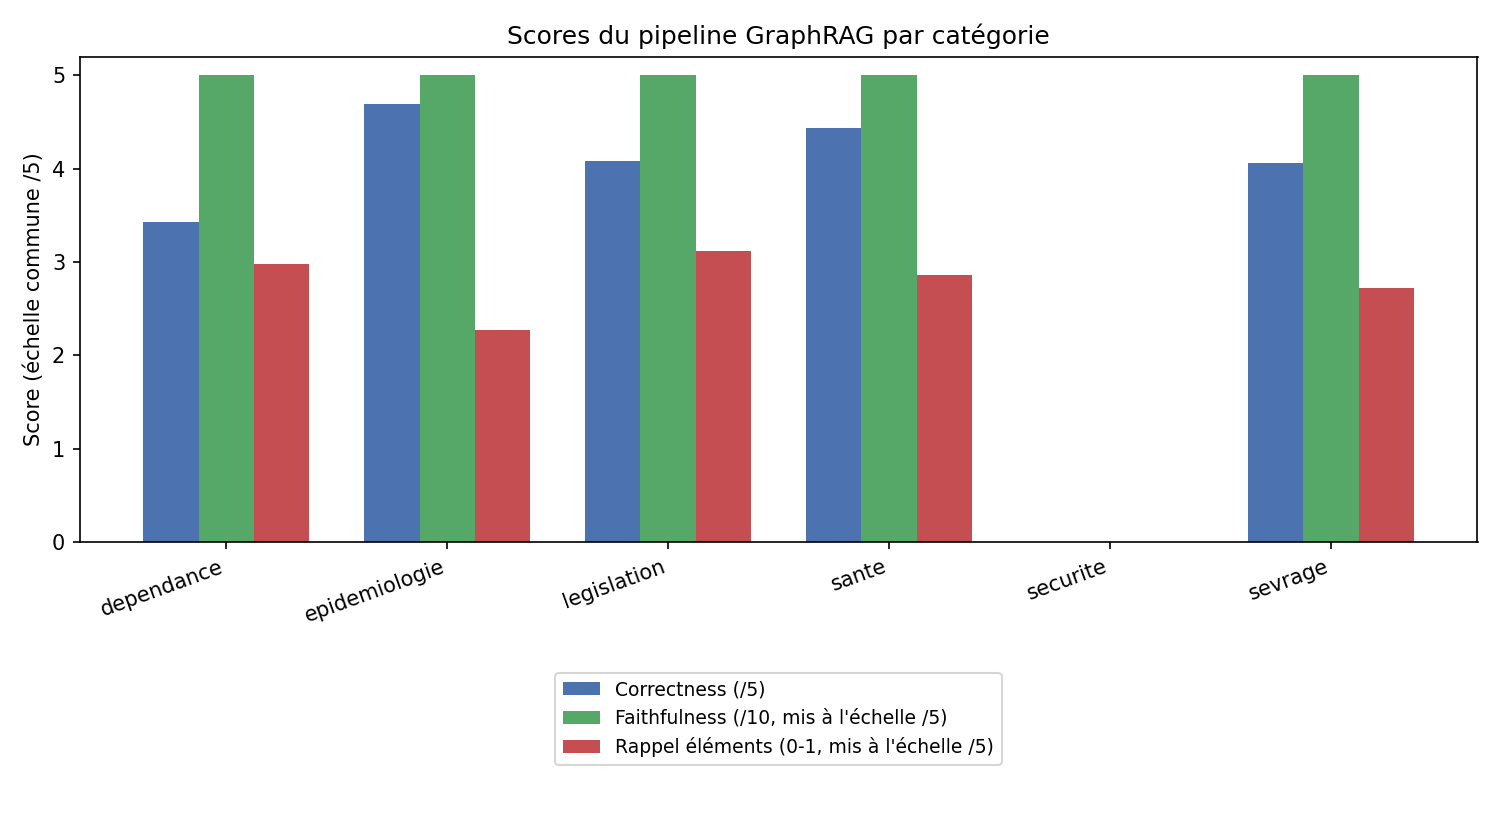 Scores du pipeline GraphRAG par catégorie
Score (échelle commune /5)
5
4
3
2
1
0
dependance
epidemiologie
legislation
sante
securite
sevrage
Correctness (/5)
Faithfulness (/10, mis à l'échelle /5)
Rappel éléments (0-1, mis à l'échelle /5)